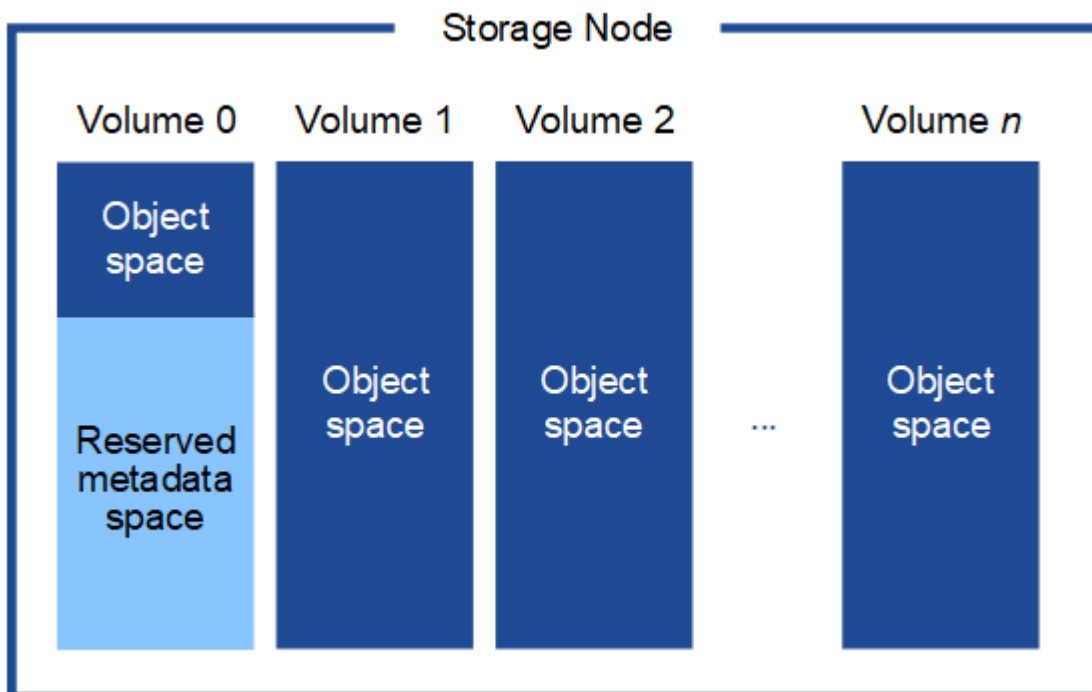 Storage Node
Volume 0
Volume 1
Volume 2
Volume n
Object
space
Reserved
metadata
space
Object
space
Object
space
...
Object
space